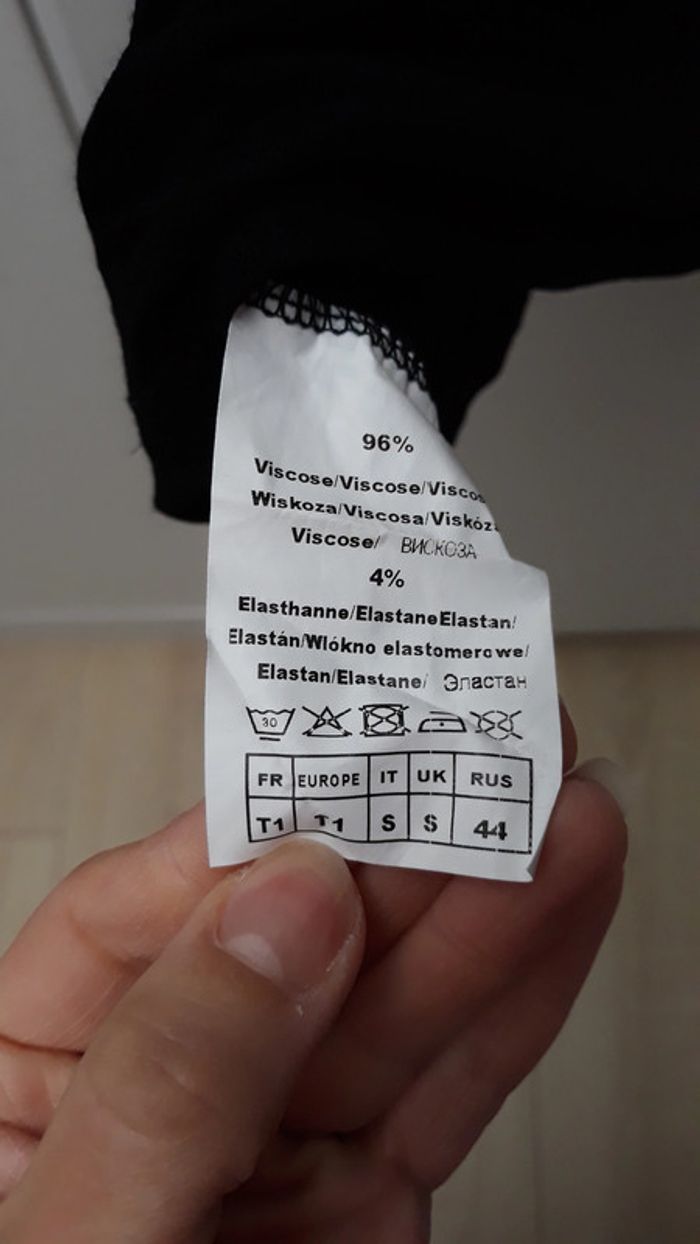 96%
Viscose/Viscose/Viscos
Wiskoza/Viscosa/Viskóz
Viscose/ ВИСКОЗА
4%
Elasthanne/ElastaneElastan/
Elastán/Wlókno elastomerowe/
Elastan/Elastane/ Эластан
30
FR EUROPE IT UK RUS
T1 T1 S S 44